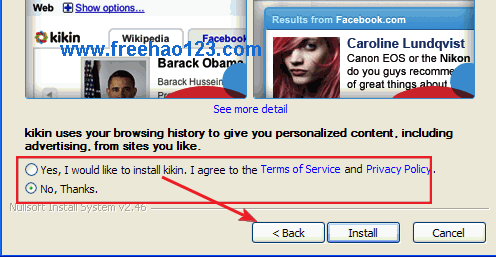 Web
Show options...
Results from Facebook.com
kikin
Wikipedia
Facebook
www.freehao123.com
Barack Obama
Barack Hussein
Caroline Lundqvist
Canon EOS or the Nikon
do you guys recommen
of great things about
See more detail
kikin uses your browsing history to give you personalized content, including
advertising, from sites you like.
Yes, I would like to install kikin. I agree to the Terms of Service and Privacy Policy.
No, Thanks.
Nullsoft Install System v2.46
< Back
Install
Cancel